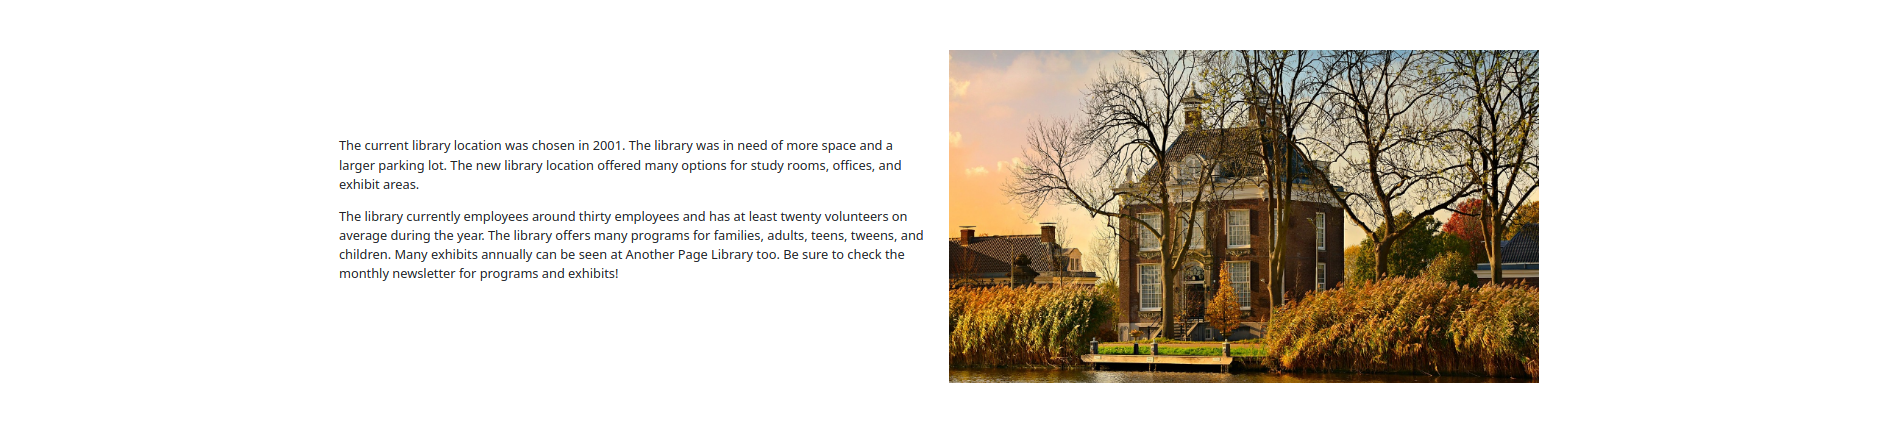 The current library location was chosen in 2001. The library was in need of more space and a
larger parking lot. The new library location offered many options for study rooms, offices, and
exhibit areas.
The library currently employees around thirty employees and has at least twenty volunteers on
average during the year. The library offers many programs for families, adults, teens, tweens, and
children. Many exhibits annually can be seen at Another Page Library too. Be sure to check the
monthly newsletter for programs and exhibits!